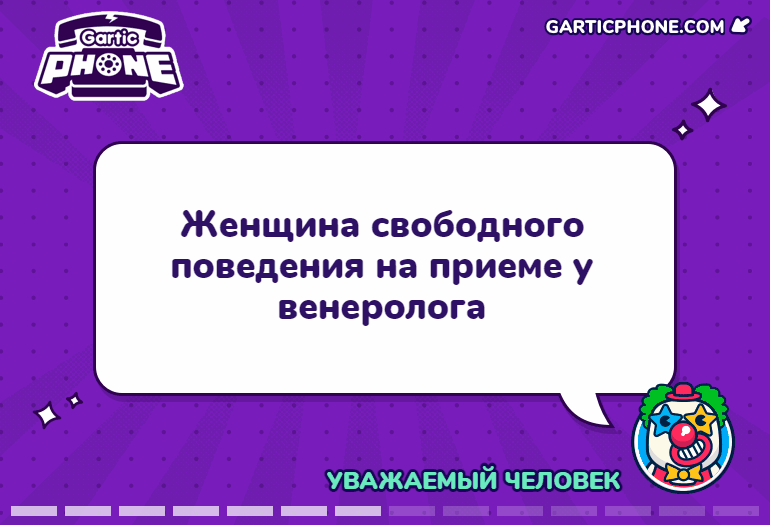 Gartic
PHONE
GARTICPHONE.COM
Женщина свободного
поведения на приеме у
венеролога
УВАЖАЕМЫЙ ЧЕЛОВЕК